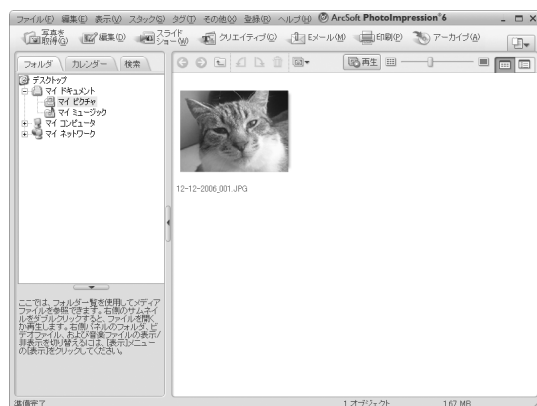 ファイル(F) 編集(E) 表示(V) スタック(S) タグ(T) その他(X) 登録(R) ヘルプ(H) ArcSoft PhotoImpression®6
写真を取得(G) 編集(D) スライドショー(W) クリエイティブ(O) Eメール(M) 印刷(P) アーカイブ(A)
フォルダ カレンダー 検索 再生
デスクトップ
マイ ドキュメント
マイ ピクチャ
マイ ミュージック
マイ コンピュータ
マイ ネットワーク
12-12-2006_001.JPG
ここでは、フォルダ一覧を使用してメディア
ファイルを参照できます。右側のサムネイ
ルをダブルクリックすると、ファイルを開く
か再生します。右側パネルのフォルダ、ビ
デオファイル、および音楽ファイルの表示/
非表示を切り替えるには、[表示]メニュー
の[表示]をクリックしてください。
準備完了 1 オブジェクト 1.67 MB